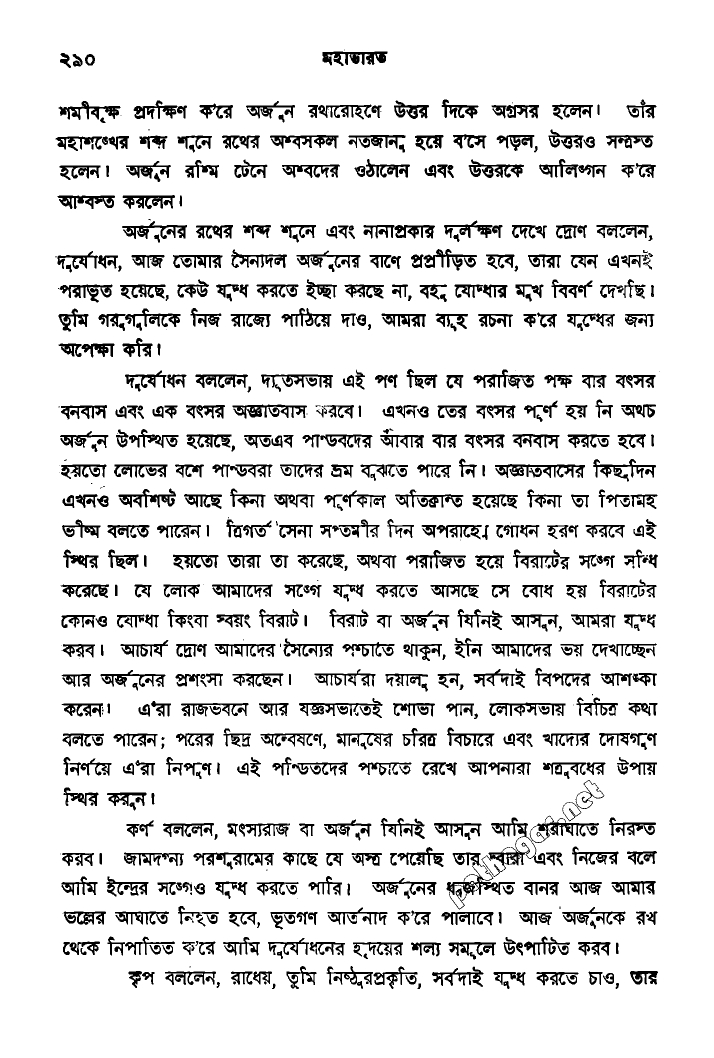 ২৯০
মহাভারত
শমীবৃক্ষ প্রদক্ষিণ ক'রে অর্জুন রথারোহণে উত্তর দিকে অগ্রসর হলেন। তাঁর
মহাশঙ্খের শব্দ শুনে রথের অশ্বসকল নতজানু হয়ে ব'সে পড়ল, উত্তরও সন্ত্রস্ত
হলেন। অর্জুন রশ্মি টেনে অশ্বদের ওঠালেন এবং উত্তরকে আলিঙ্গন ক'রে
আশ্বস্ত করলেন।
অর্জুনের রথের শব্দ শুনে এবং নানাপ্রকার দুর্লক্ষণ দেখে দ্রোণ বললেন,
দুর্যোধন, আজ তোমার সৈন্যদল অর্জুনের বাণে প্রপ্রীড়িত হবে, তারা যেন এখনই
পরাভূত হয়েছে, কেউ যুদ্ধ করতে ইচ্ছা করছে না, বহু যোদ্ধার মুখ বিবর্ণ দেখছি।
তুমি গরুগুলিকে নিজ রাজ্যে পাঠিয়ে দাও, আমরা ব্যূহ রচনা ক'রে যুদ্ধের জন্য
অপেক্ষা করি।
দুর্যোধন বললেন, দ্যূতসভায় এই পণ ছিল যে পরাজিত পক্ষ বার বৎসর
বনবাস এবং এক বৎসর অজ্ঞাতবাস করবে। এখনও তের বৎসর পূর্ণ হয় নি অথচ
অর্জুন উপস্থিত হয়েছে, অতএব পাণ্ডবদের আবার বার বৎসর বনবাস করতে হবে।
হয়তো লোভের বশে পাণ্ডবরা তাদের ভ্রম বুঝতে পারে নি। অজ্ঞাতবাসের কিছুদিন
এখনও অবশিষ্ট আছে কিনা অথবা পূর্ণকাল অতিক্রান্ত হয়েছে কিনা তা পিতামহ
ভীষ্ম বলতে পারেন। ত্রিগর্ত সেনা সপ্তমীর দিন অপরাহ্ণে গোধন হরণ করবে এই
স্থির ছিল। হয়তো তারা তা করেছে, অথবা পরাজিত হয়ে বিরাটের সঙ্গে সন্ধি
করেছে। যে লোক আমাদের সঙ্গে যুদ্ধ করতে আসছে সে বোধ হয় বিরাটের
কোনও যোদ্ধা কিংবা স্বয়ং বিরাট। বিরাট বা অর্জুন যিনিই আসুন, আমরা যুদ্ধ
করব। আচার্য দ্রোণ আমাদের সৈন্যের পশ্চাতে থাকুন, ইনি আমাদের ভয় দেখাচ্ছেন
আর অর্জুনের প্রশংসা করছেন। আচার্যরা দয়ালু হন, সর্বদাই বিপদের আশঙ্কা
করেন। এ'রা রাজভবনে আর যজ্ঞসভাতেই শোভা পান, লোকসভায় বিচিত্র কথা
বলতে পারেন; পরের ছিদ্র অন্বেষণে, মানুষের চরিত্র বিচারে এবং খাদ্যের দোষগুণ
নির্ণয়ে এ'রা নিপুণ। এই পণ্ডিতদের পশ্চাতে রেখে আপনারা শত্রুবধের উপায়
স্থির করুন।
কর্ণ বললেন, মৎস্যরাজ বা অর্জুন যিনিই আসুন আমি শরাঘাতে নিরস্ত
করব। জামদগ্ন্য পরশুরামের কাছে যে অস্ত্র পেয়েছি তার দ্বারা এবং নিজের বলে
আমি ইন্দ্রের সঙ্গেও যুদ্ধ করতে পারি। অর্জুনের ধ্বজস্থিত বানর আজ আমার
ভল্লের আঘাতে নিহত হবে, ভূতগণ আর্তনাদ ক'রে পালাবে। আজ অর্জুনকে রথ
থেকে নিপাতিত ক'রে আমি দুর্যোধনের হৃদয়ের শল্য সমূলে উৎপাটিত করব।
কৃপ বললেন, রাধেয়, তুমি নিষ্ঠুরপ্রকৃতি, সর্বদাই যুদ্ধ করতে চাও, তার
pathagar.net